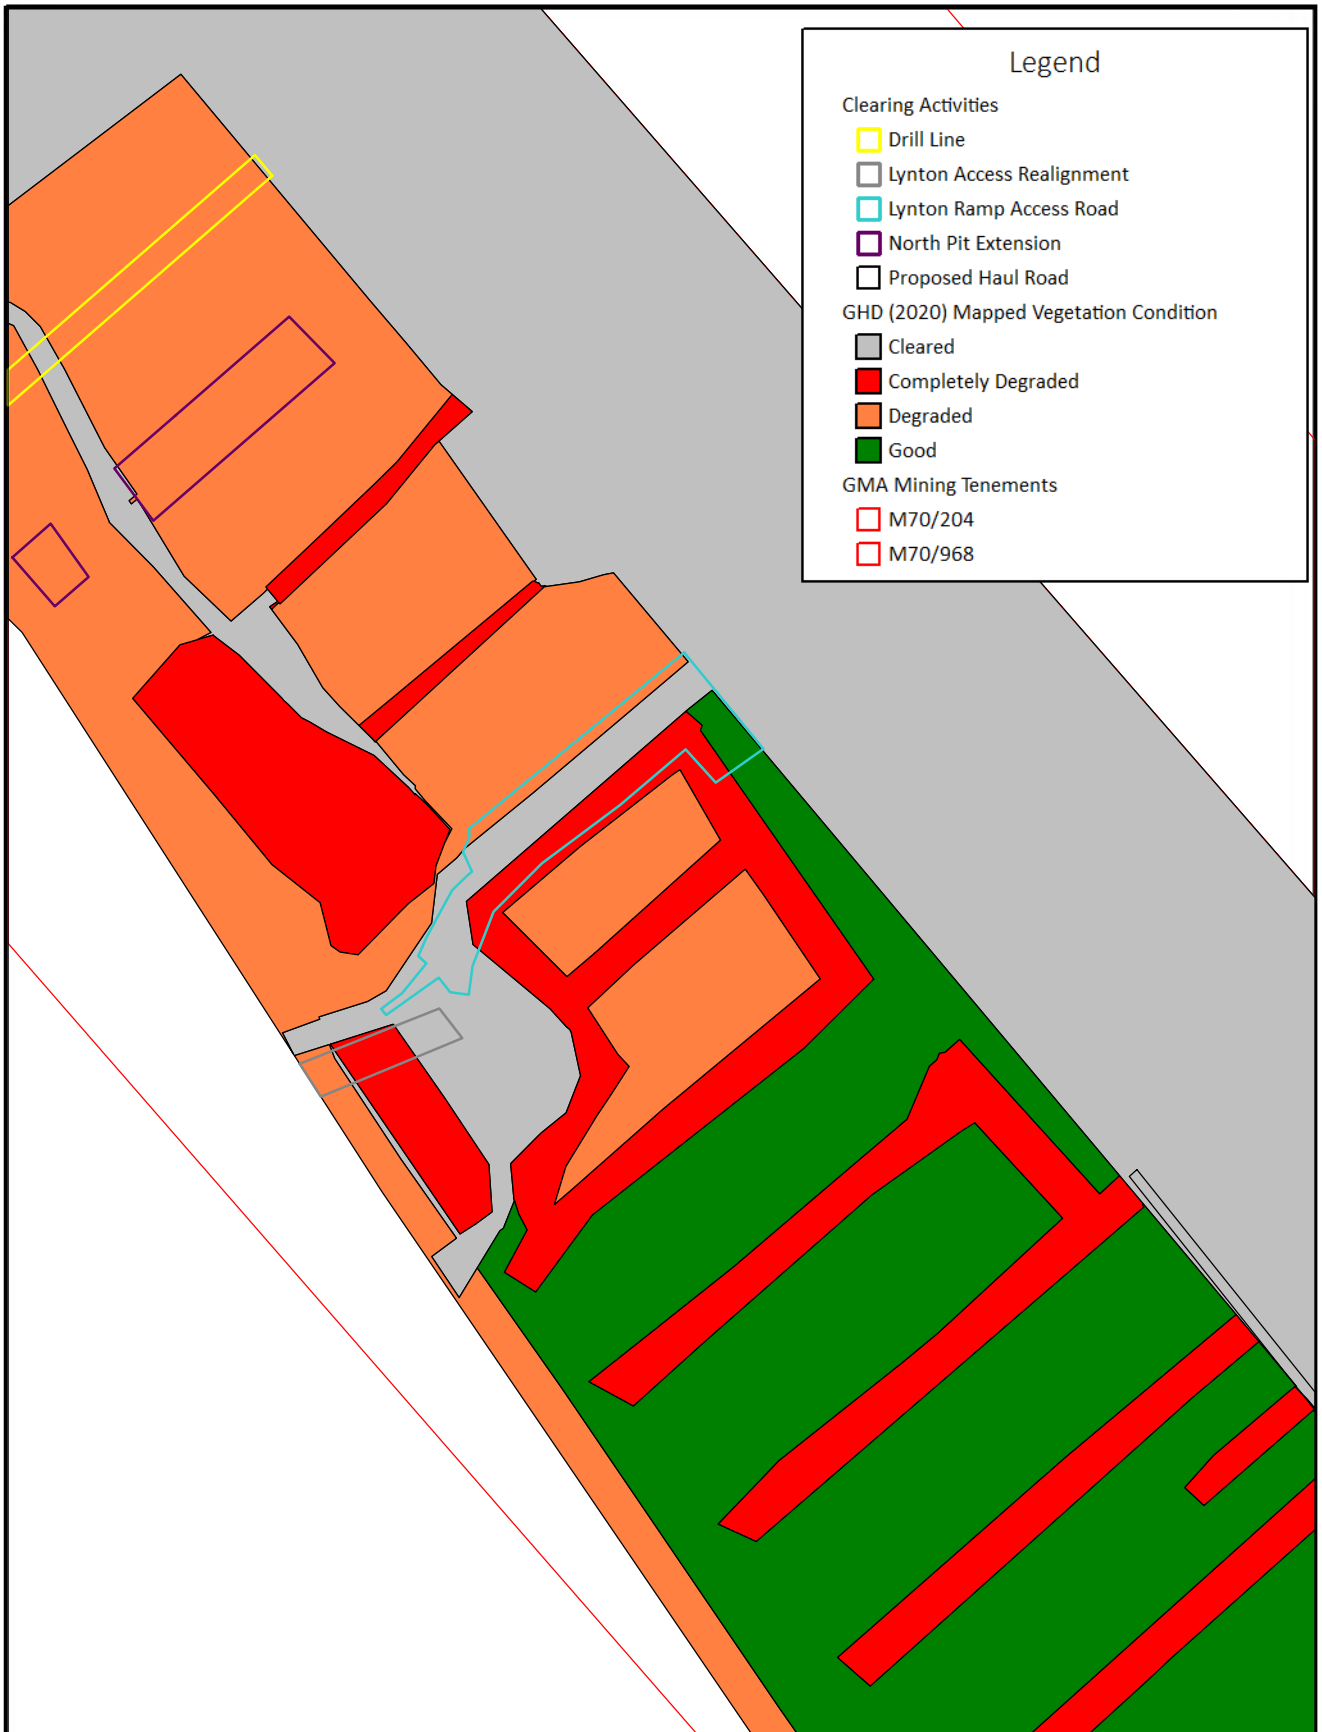 Legend
Clearing Activities
Drill Line
Lynton Access Realignment
Lynton Ramp Access Road
North Pit Extension
Proposed Haul Road
GHD (2020) Mapped Vegetation Condition
Cleared
Completely Degraded
Degraded
Good
GMA Mining Tenements
M70/204
M70/968